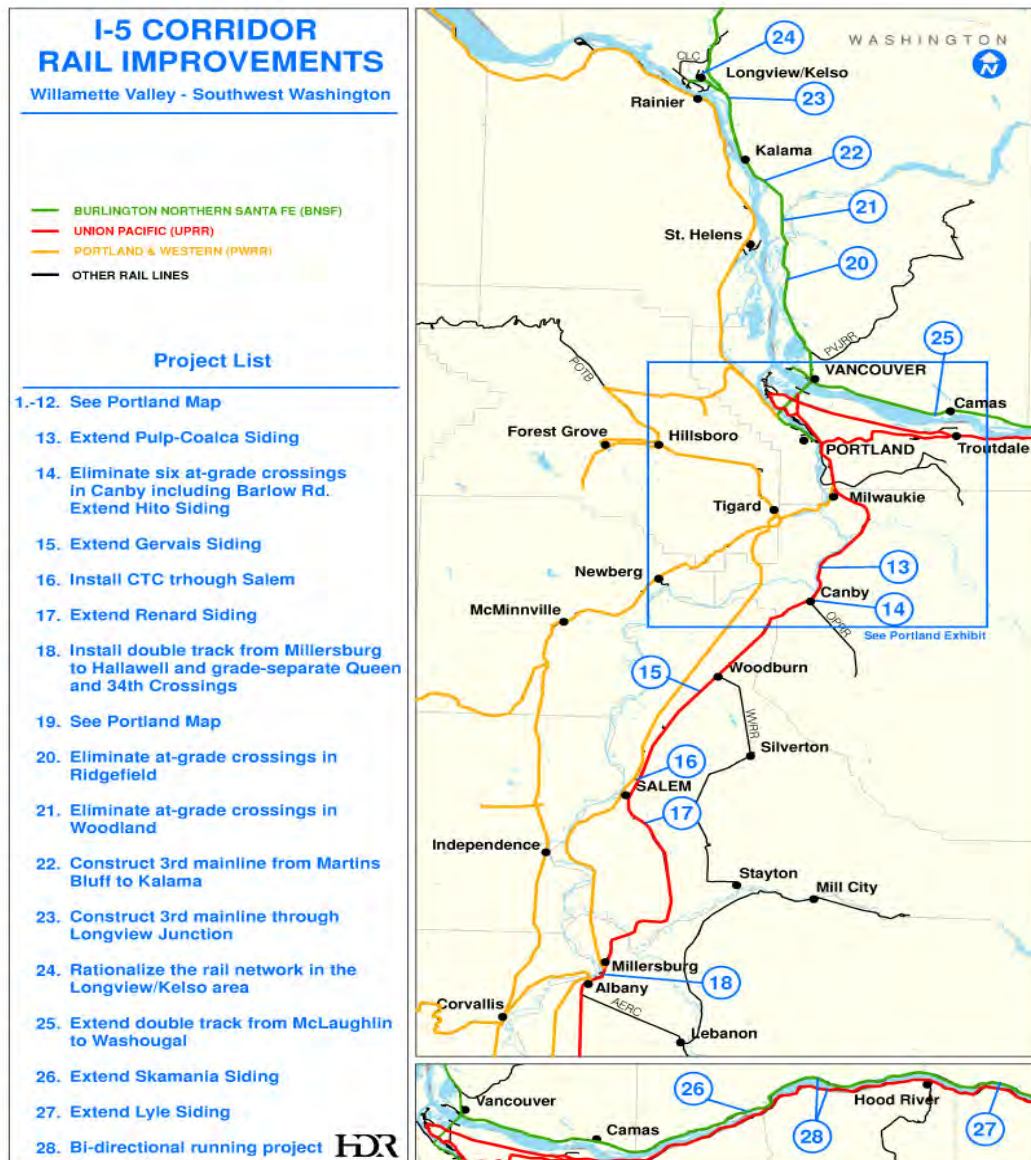 I-5 CORRIDOR
RAIL IMPROVEMENTS
Willamette Valley - Southwest Washington
BURLINGTON NORTHERN SANTA FE (BNSF)
UNION PACIFIC (UPRR)
PORTLAND & WESTERN (PWRR)
OTHER RAIL LINES
Project List
1.-12. See Portland Map
13. Extend Pulp-Coalca Siding
14. Eliminate six at-grade crossings
in Canby including Barlow Rd.
Extend Hito Siding
15. Extend Gervais Siding
16. Install CTC trhough Salem
17. Extend Renard Siding
18. Install double track from Millersburg
to Hallawell and grade-separate Queen
and 34th Crossings
19. See Portland Map
20. Eliminate at-grade crossings in
Ridgefield
21. Eliminate at-grade crossings in
Woodland
22. Construct 3rd mainline from Martins
Bluff to Kalama
23. Construct 3rd mainline through
Longview Junction
24. Rationalize the rail network in the
Longview/Kelso area
25. Extend double track from McLaughlin
to Washougal
26. Extend Skamania Siding
27. Extend Lyle Siding
28. Bi-directional running project
HDR
24
WASHINGTON
N
CLC
Longview/Kelso
23
Rainier
Kalama
22
21
St. Helens
20
PVJRR
POTB
25
VANCOUVER
Camas
Forest Grove
Hillsboro
PORTLAND
Troutdale
Milwaukie
Tigard
13
Newberg
Canby
14
McMinnville
OPRR
See Portland Exhibit
15
Woodburn
WVRR
Silverton
16
SALEM
17
Independence
Stayton
Mill City
Millersburg
18
Albany
Corvallis
AERC
Lebanon
26
Vancouver
Hood River
Camas
28
27